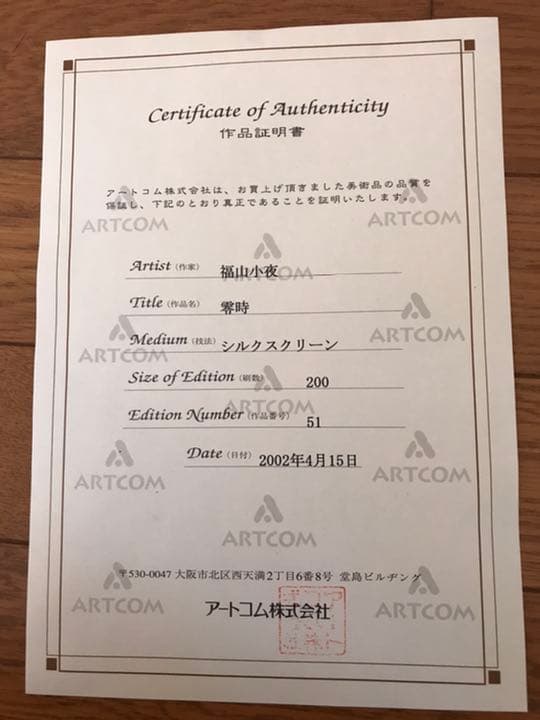 Certificate of Authenticity
作品証明書
アートコム株式会社は、お買上げ頂きました美術品の品質を
保証し、下記のとおり真正であることを証明いたします。
ARTCOM ARTCOM
Artist (作家) 福山小夜
ARTCOM
Title (作品名) 零時
ARTCOM ARTCOM
Medium (技法) シルクスクリーン
Size of Edition (刷数) 200
ARTCOM
Edition Number (作品番号) 51
Date (日付) 2002年4月15日
ARTCOM ARTCOM
ARTCOM
〒530-0047 大阪市北区西天満2丁目6番8号 堂島ビルヂング
ARTCOM ARTCOM
アートコム株式会社